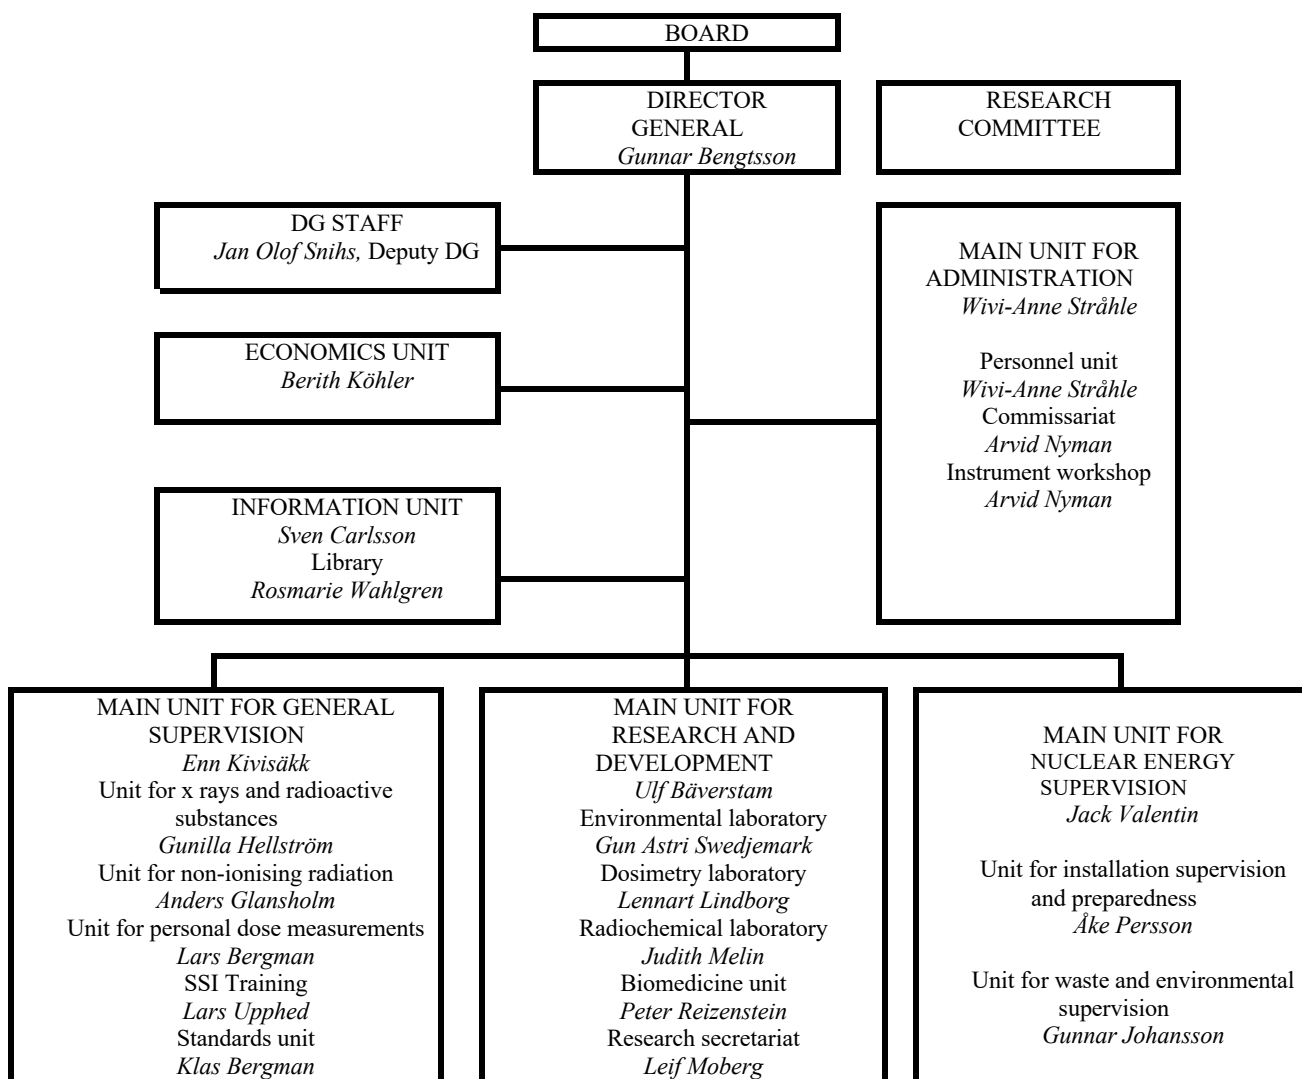 BOARD
DIRECTOR
GENERAL
Gunnar Bengtsson
RESEARCH
COMMITTEE
DG STAFF
Jan Olof Snihs, Deputy DG
MAIN UNIT FOR
ADMINISTRATION
Wivi-Anne Stråhle
Personnel unit
Wivi-Anne Stråhle
Commissariat
Arvid Nyman
Instrument workshop
Arvid Nyman
ECONOMICS UNIT
Berith Köhler
INFORMATION UNIT
Sven Carlsson
Library
Rosmarie Wahlgren
MAIN UNIT FOR GENERAL
SUPERVISION
Enn Kivisäkk
Unit for x rays and radioactive
substances
Gunilla Hellström
Unit for non-ionising radiation
Anders Glansholm
Unit for personal dose measurements
Lars Bergman
SSI Training
Lars Upphed
Standards unit
Klas Bergman
MAIN UNIT FOR
RESEARCH AND
DEVELOPMENT
Ulf Bäverstam
Environmental laboratory
Gun Astri Swedjemark
Dosimetry laboratory
Lennart Lindborg
Radiochemical laboratory
Judith Melin
Biomedicine unit
Peter Reizenstein
Research secretariat
Leif Moberg
MAIN UNIT FOR
NUCLEAR ENERGY
SUPERVISION
Jack Valentin
Unit for installation supervision
and preparedness
Åke Persson
Unit for waste and environmental
supervision
Gunnar Johansson